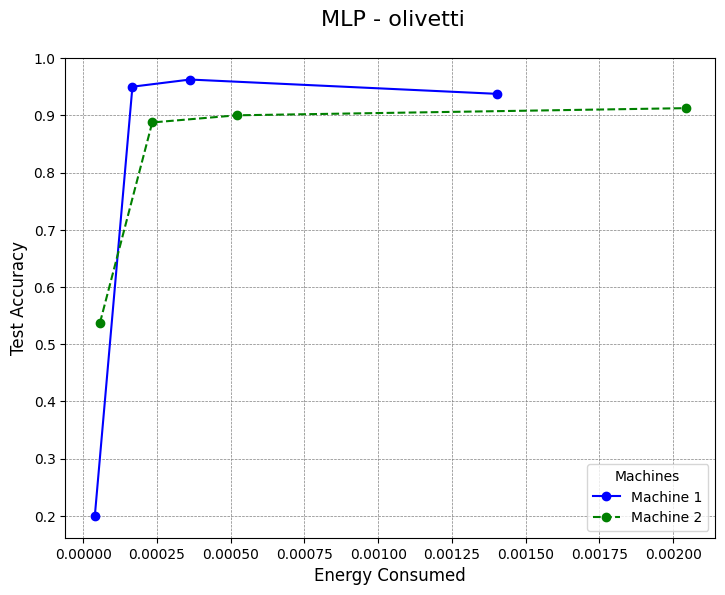 MLP - olivetti
1.0
0.9
0.8
0.7
0.6
0.5
0.4
0.3
0.2
Test Accuracy
0.00000 0.00025 0.00050 0.00075 0.00100 0.00125 0.00150 0.00175 0.00200
Energy Consumed
Machines
Machine 1
Machine 2